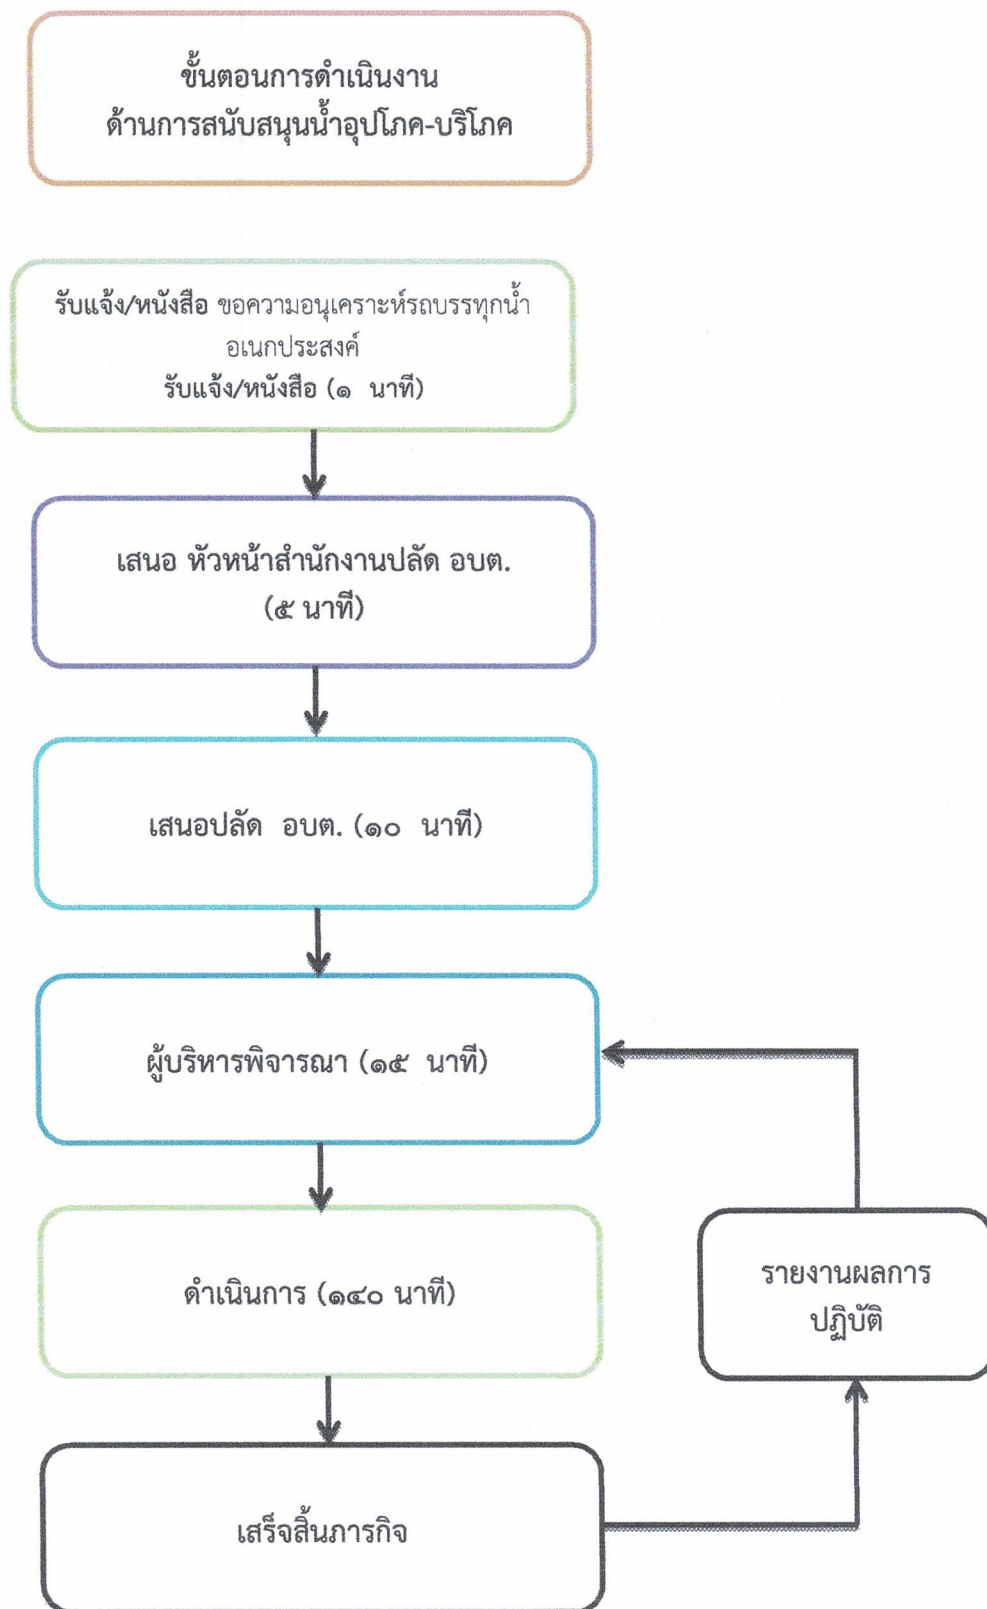 ขั้นตอนการดำเนินงาน
ด้านการสนับสนุนน้ำอุปโภค-บริโภค
รับแจ้ง/หนังสือ ขอความอนุเคราะห์รถบรรทุกน้ำ
อเนกประสงค์
รับแจ้ง/หนังสือ (๑ นาที)
เสนอ หัวหน้าสำนักงานปลัด อบต.
(๕ นาที)
เสนอปลัด อบต. (๑๐ นาที)
ผู้บริหารพิจารณา (๑๕ นาที)
ดำเนินการ (๑๔๐ นาที)
รายงานผลการ
ปฏิบัติ
เสร็จสิ้นภารกิจ